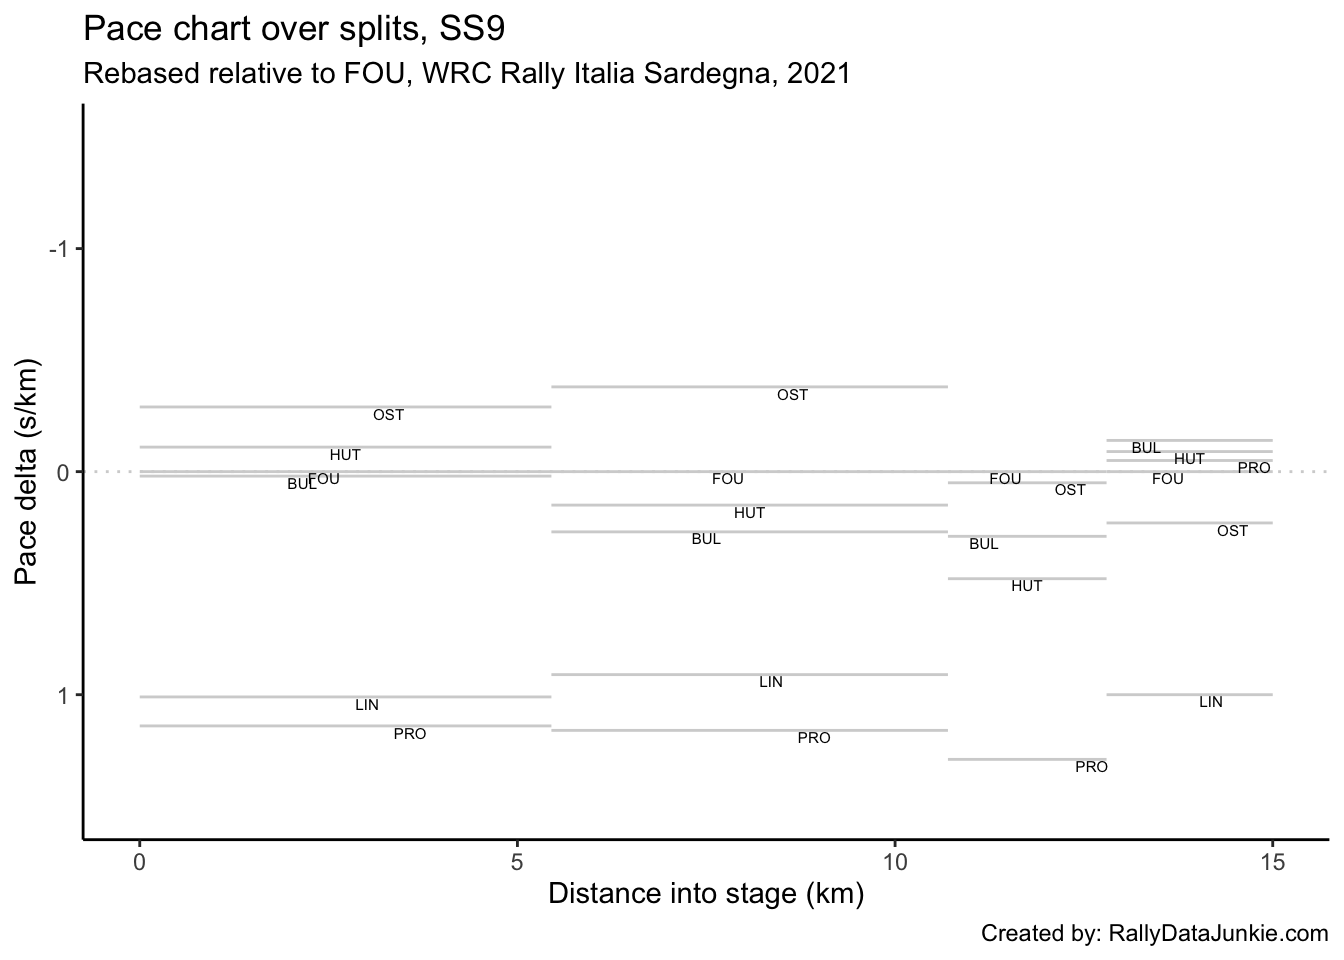 Pace chart over splits, SS9
Rebased relative to FOU, WRC Rally Italia Sardegna, 2021
Pace delta (s/km)
-1
0
1
OST
HUT
FOU
BUL
LIN
PRO
OST
FOU
HUT
BUL
LIN
PRO
FOU
OST
BUL
HUT
PRO
BUL
HUT
PRO
FOU
OST
LIN
0
5
10
15
Distance into stage (km)
Created by: RallyDataJunkie.com